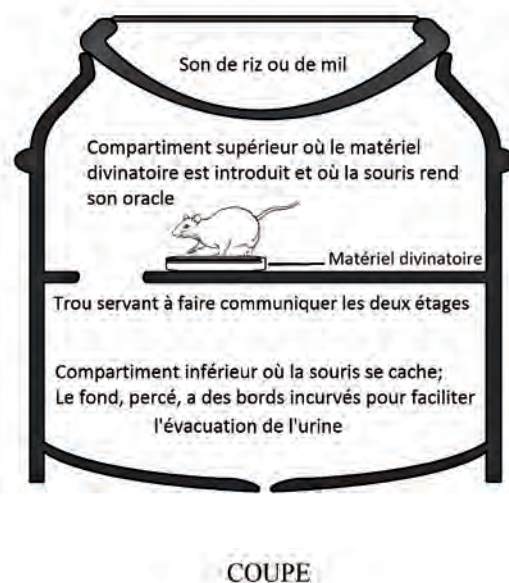 Son de riz ou de mil
Compartiment supérieur où le matériel
divinatoire est introduit et où la souris rend
son oracle
Matériel divinatoire
Trou servant à faire communiquer les deux étages
Compartiment inférieur où la souris se cache;
Le fond, percé, a des bords incurvés pour faciliter
l'évacuation de l'urine
COUPE